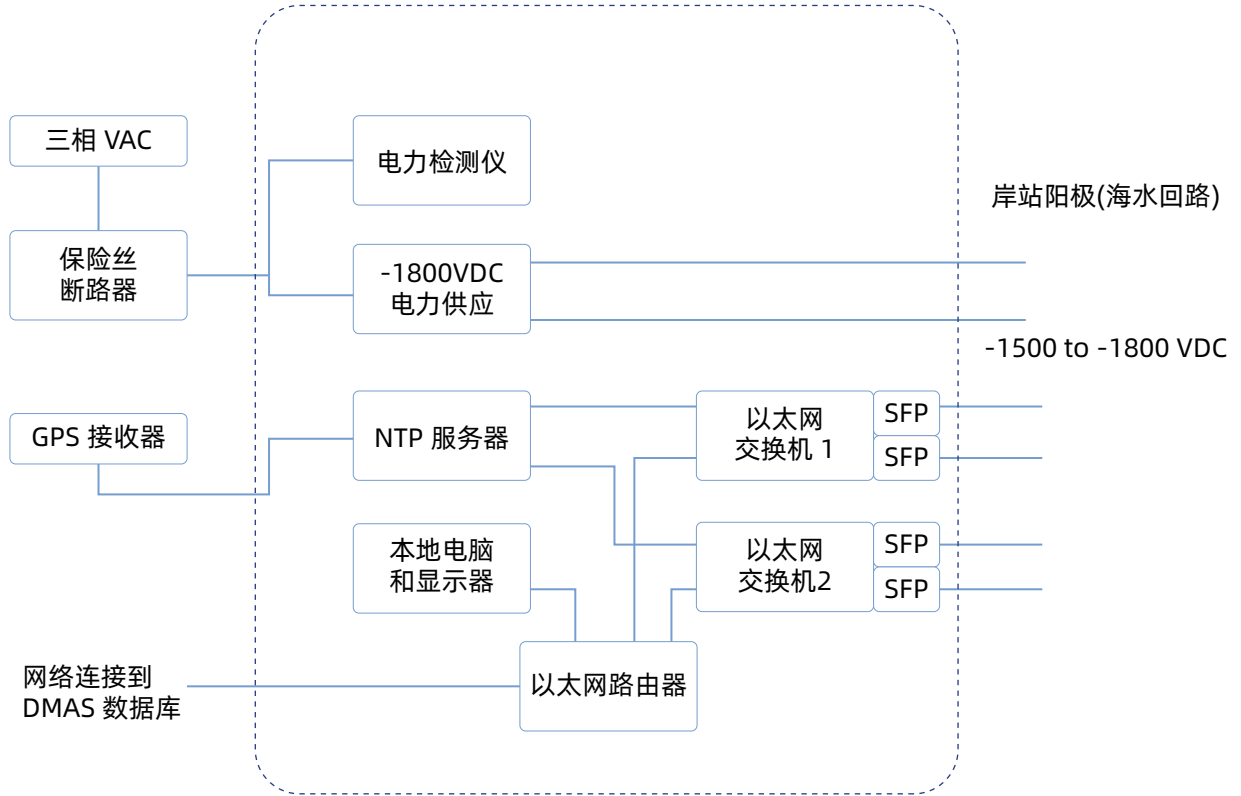 三相 VAC
电力检测仪
岸站阳极(海水回路)
保险丝
断路器
-1800VDC
电力供应
-1500 to -1800 VDC
GPS 接收器
NTP 服务器
以太网
交换机 1
SFP
SFP
本地电脑
和显示器
以太网
交换机2
SFP
SFP
网络连接到
DMAS 数据库
以太网路由器